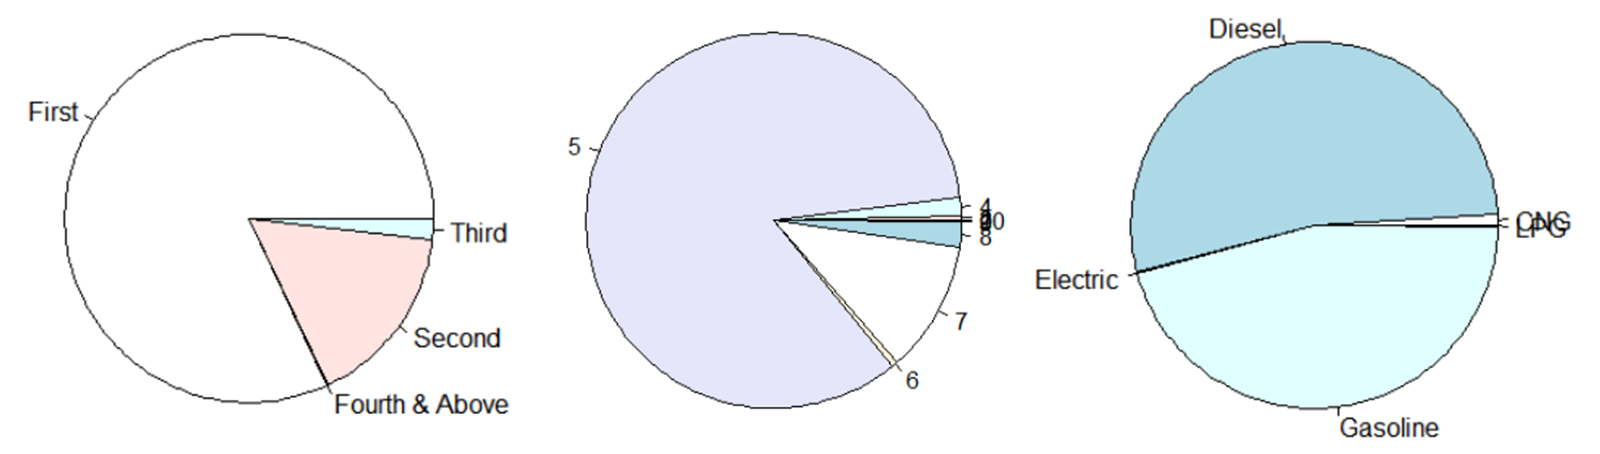 First
Third
Second
Fourth & Above
5
4
8
7
6
Diesel
CNG
LPG
Electric
Gasoline